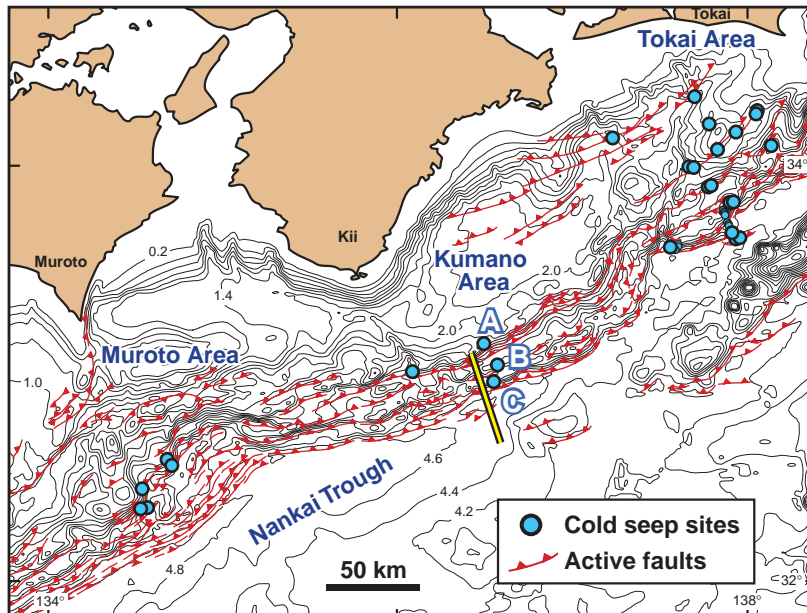 Tokai
Tokai Area
34°
Kii
Muroto
0.2
Kumano
Area
2.0
1.4
A
2.0
Muroto Area
B
1.0
C
4.6
Nankai Trough
4.4
4.2
Cold seep sites
Active faults
4.8
50 km
134°
138°
32°